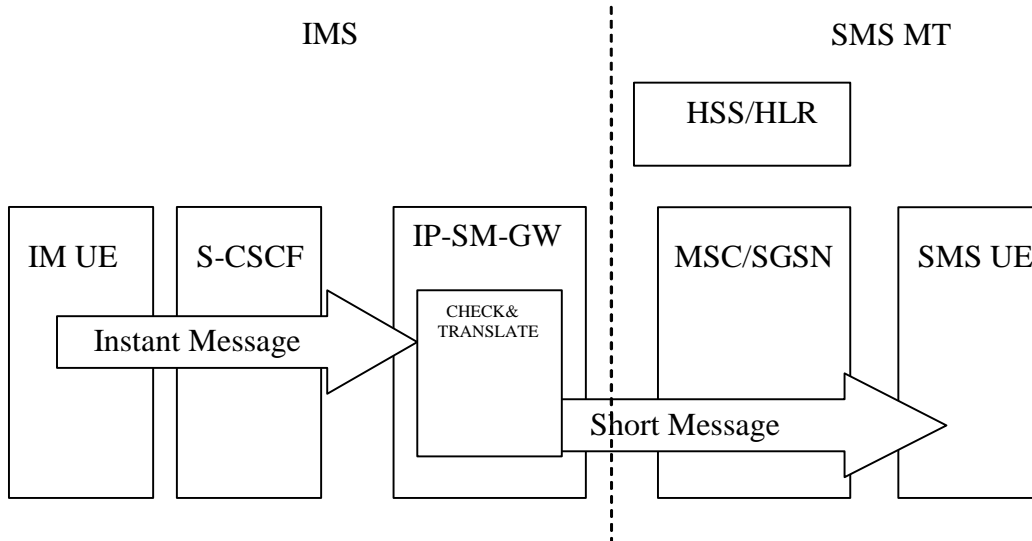 IMS
SMS MT
HSS/HLR
IM UE
S-CSCF
IP-SM-GW
MSC/SGSN
SMS UE
CHECK&
TRANSLATE
Instant Message
Short Message